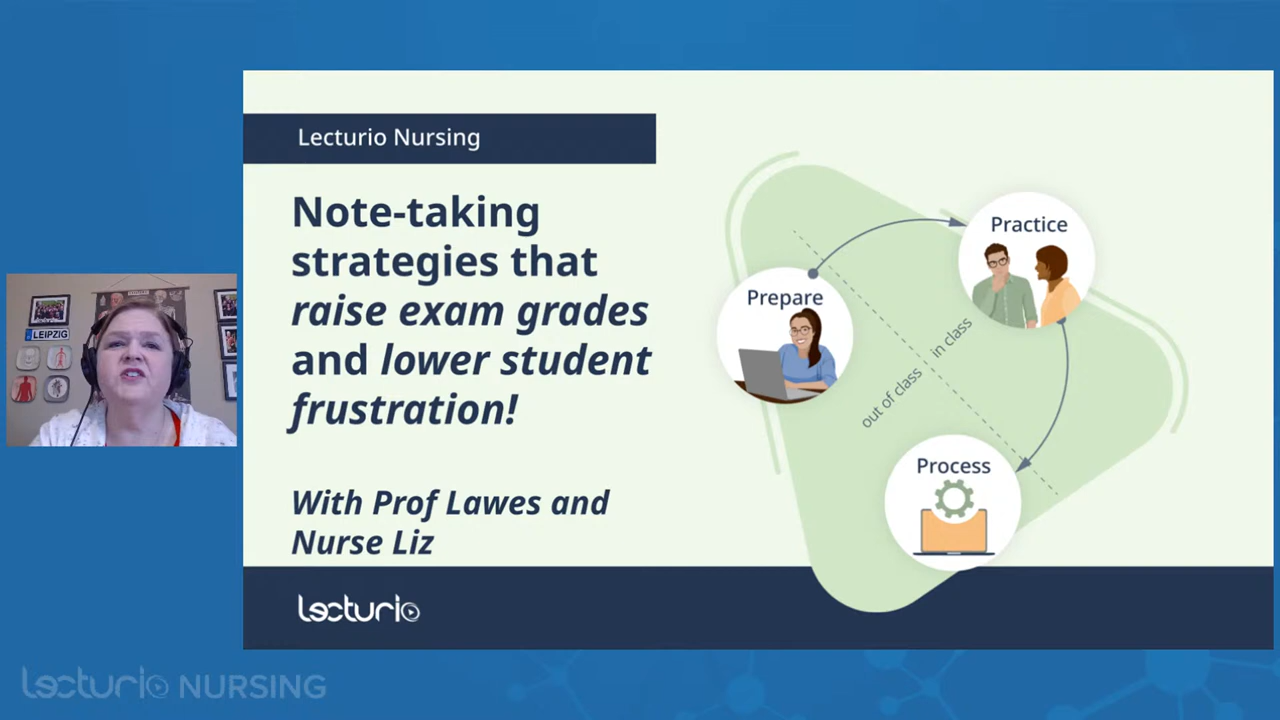 Lecturio Nursing
Note-taking
strategies that
raise exam grades
and lower student
frustration!
With Prof Lawes and
Nurse Liz
Prepare
Practice
in class
out of class
Process
LEIPZIG
Lecturio
Lecturio NURSING